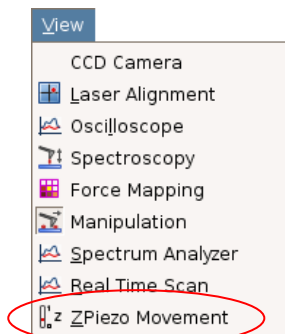 View
CCD Camera
Laser Alignment
Oscilloscope
Spectroscopy
Force Mapping
Manipulation
Spectrum Analyzer
Real Time Scan
ZPiezo Movement